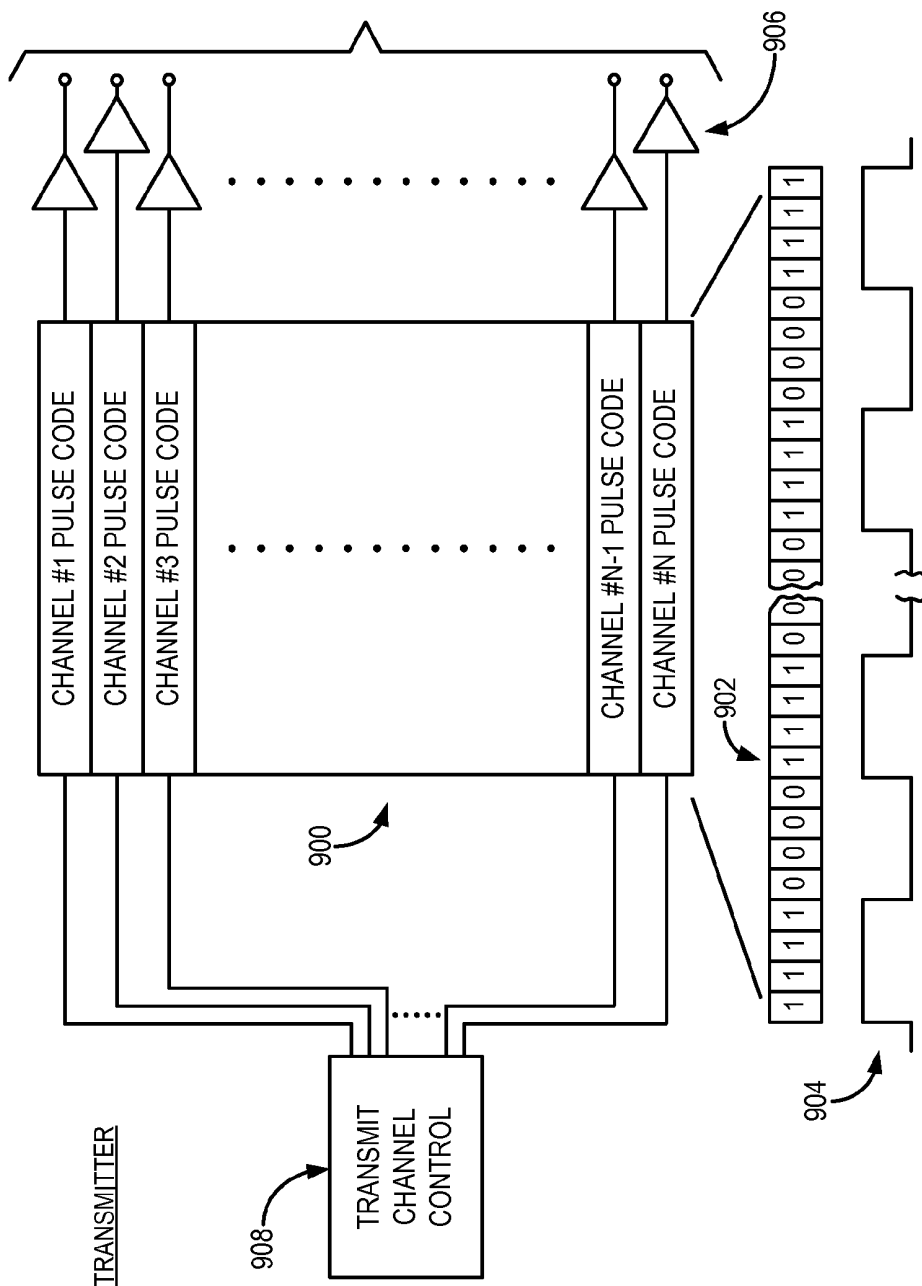 TRANSMITTER
908
TRANSMIT
CHANNEL
CONTROL
CHANNEL #1 PULSE CODE
CHANNEL #2 PULSE CODE
CHANNEL #3 PULSE CODE
CHANNEL #N-1 PULSE CODE
CHANNEL #N PULSE CODE
900
906
902
1 1 1 1 0 0 0 0 1 1 1 1 0 0 0 0 1 1 1 1 0 0 0 0 1 1 1 1
904